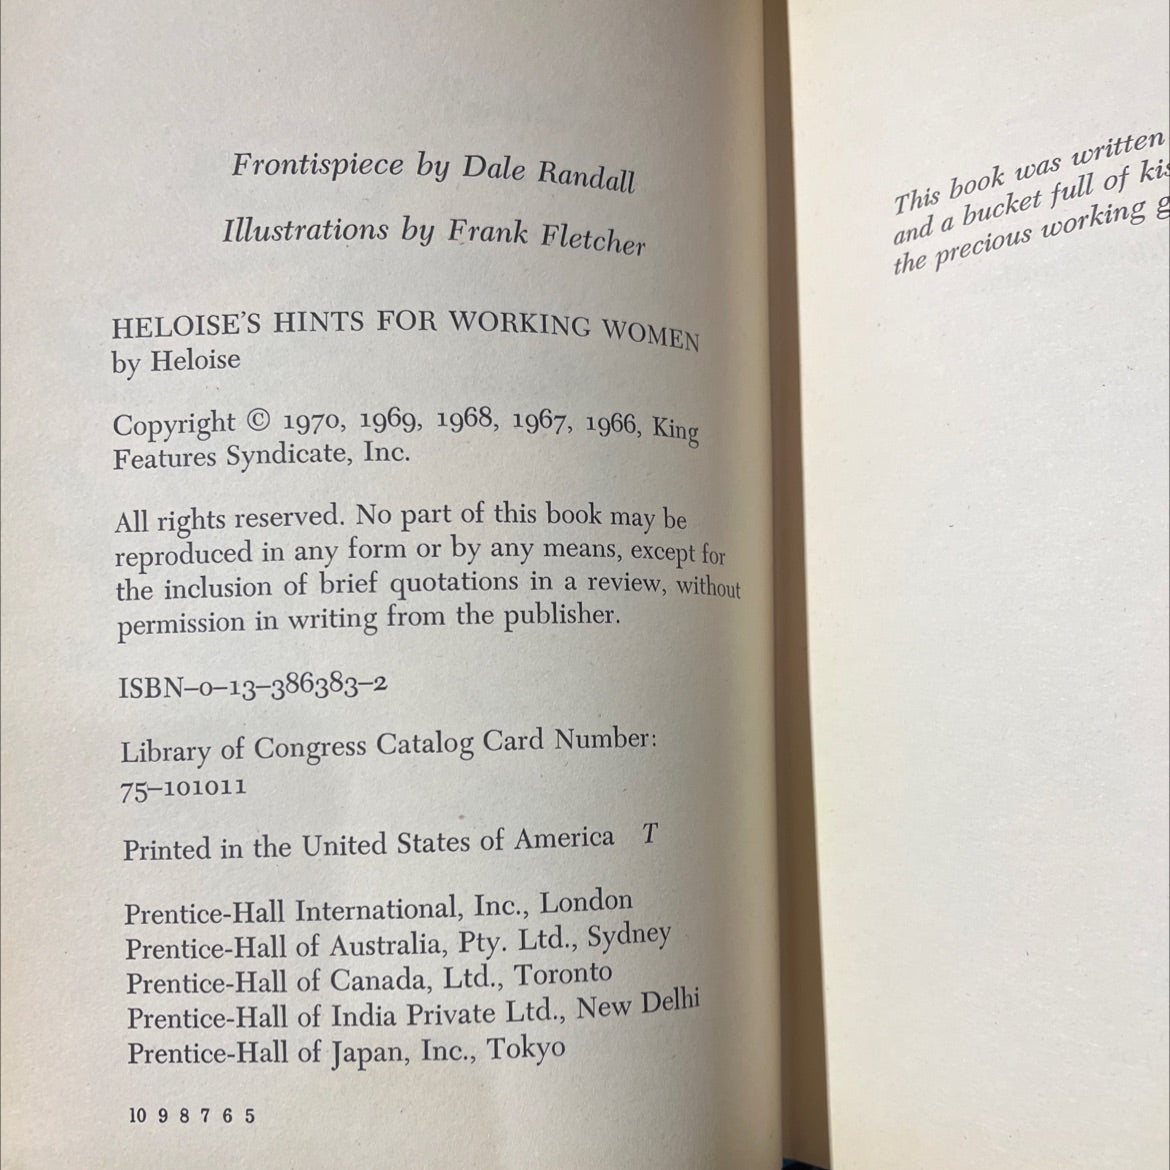 Frontispiece by Dale Randall
Illustrations by Frank Fletcher
HELOISE'S HINTS FOR WORKING WOMEN
by Heloise
Copyright © 1970, 1969, 1968, 1967, 1966, King
Features Syndicate, Inc.
All rights reserved. No part of this book may be
reproduced in any form or by any means, except for
the inclusion of brief quotations in a review, without
permission in writing from the publisher.
ISBN–0–13–386383–2
Library of Congress Catalog Card Number:
75–101011
Printed in the United States of America T
Prentice-Hall International, Inc., London
Prentice-Hall of Australia, Pty. Ltd., Sydney
Prentice-Hall of Canada, Ltd., Toronto
Prentice-Hall of India Private Ltd., New Delhi
Prentice-Hall of Japan, Inc., Tokyo
10 9 8 7 6 5
This book was written
and a bucket full of
the precious working